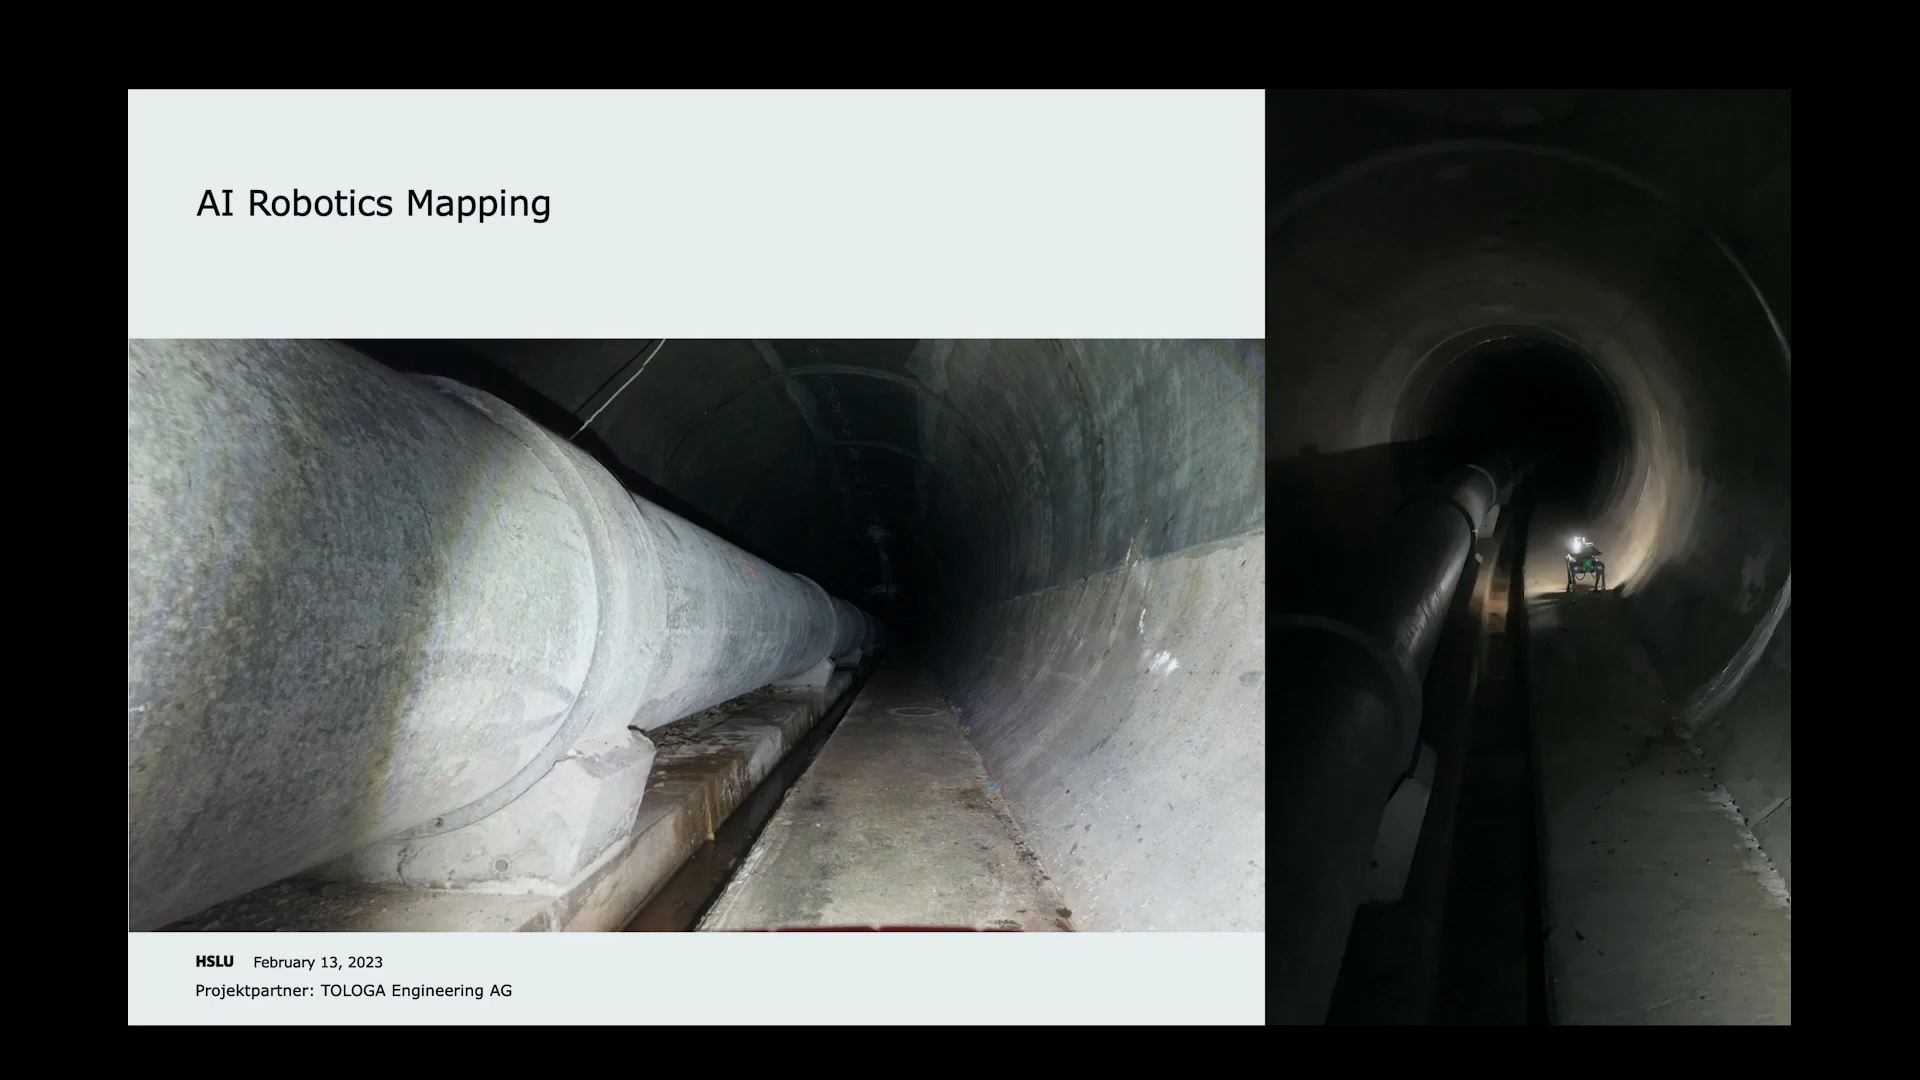 AI Robotics Mapping
HSLU February 13, 2023
Projektpartner: TOLOGA Engineering AG